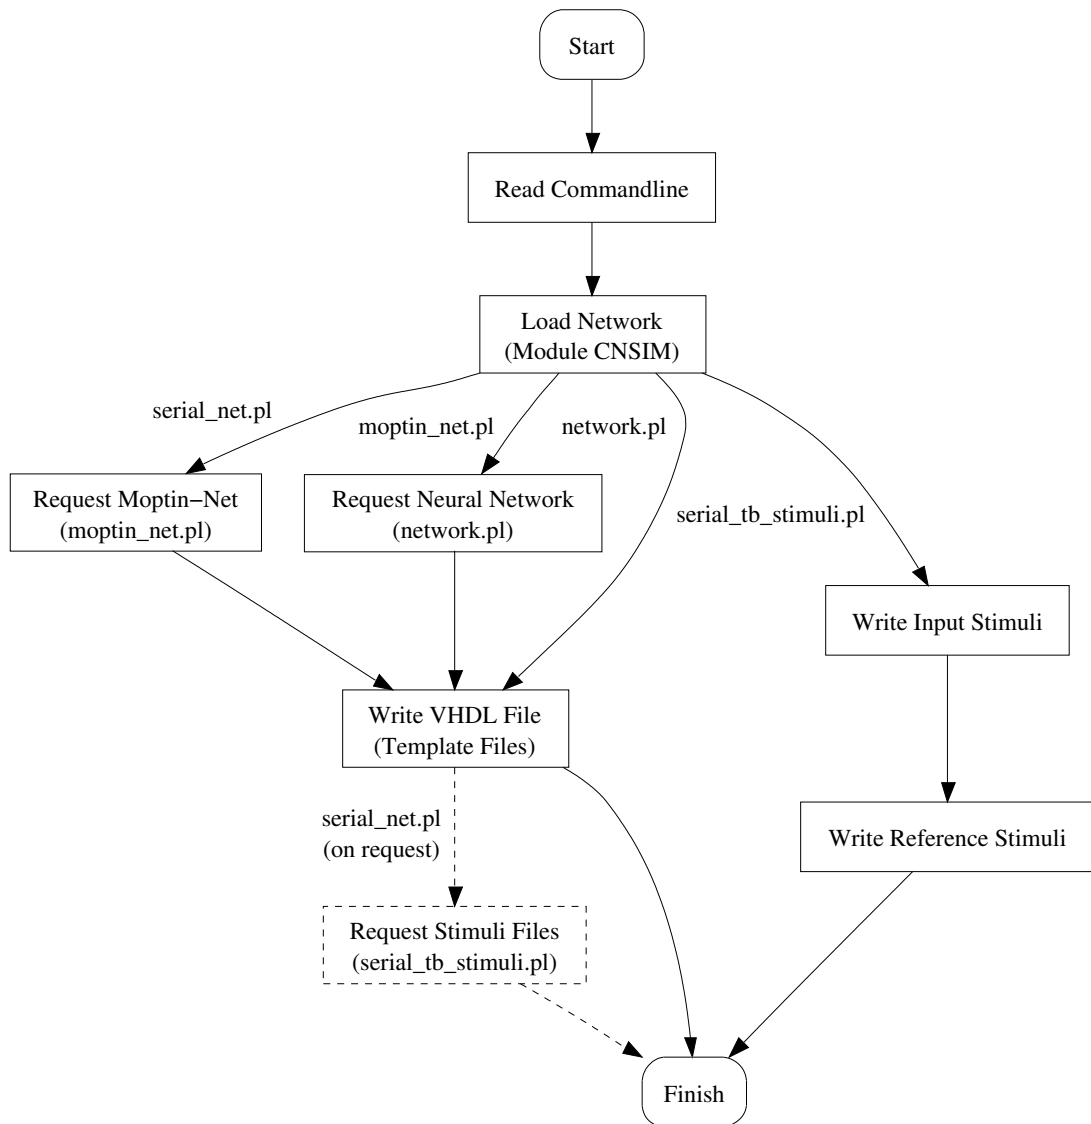 Start
Read Commandline
Load Network
(Module CNSIM)
serial_net.pl
moptin_net.pl
network.pl
serial_tb_stimuli.pl
Request Moptin−Net
(moptin_net.pl)
Request Neural Network
(network.pl)
Write Input Stimuli
Write VHDL File
(Template Files)
serial_net.pl
(on request)
Write Reference Stimuli
Request Stimuli Files
(serial_tb_stimuli.pl)
Finish